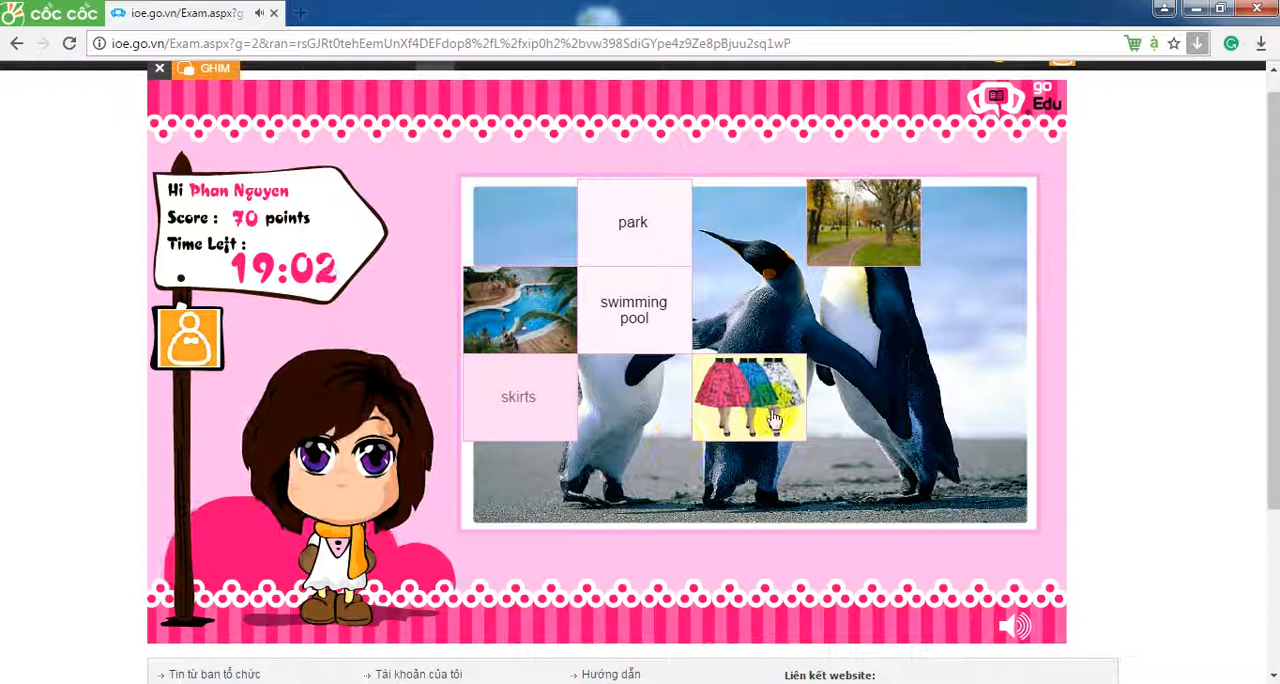 cốc cốc
ioe.go.vn/Exam.aspx?g
ioe.go.vn/Exam.aspx?g=2&tran=rsGJRt0tehEemUnXf4DEFdop8%2fL%2fxip0h2%2bvw398SdiGYpe4z9Ze8pBjuu2sq1wP
GHIM
go
Edu
Hi Phan Nguyen
Score : 70 points
Time Left :
19:02
park
swimming
pool
skirts
Tin từ ban tổ chức
Tài khoản của tôi
Hướng dẫn
Liên kết website: